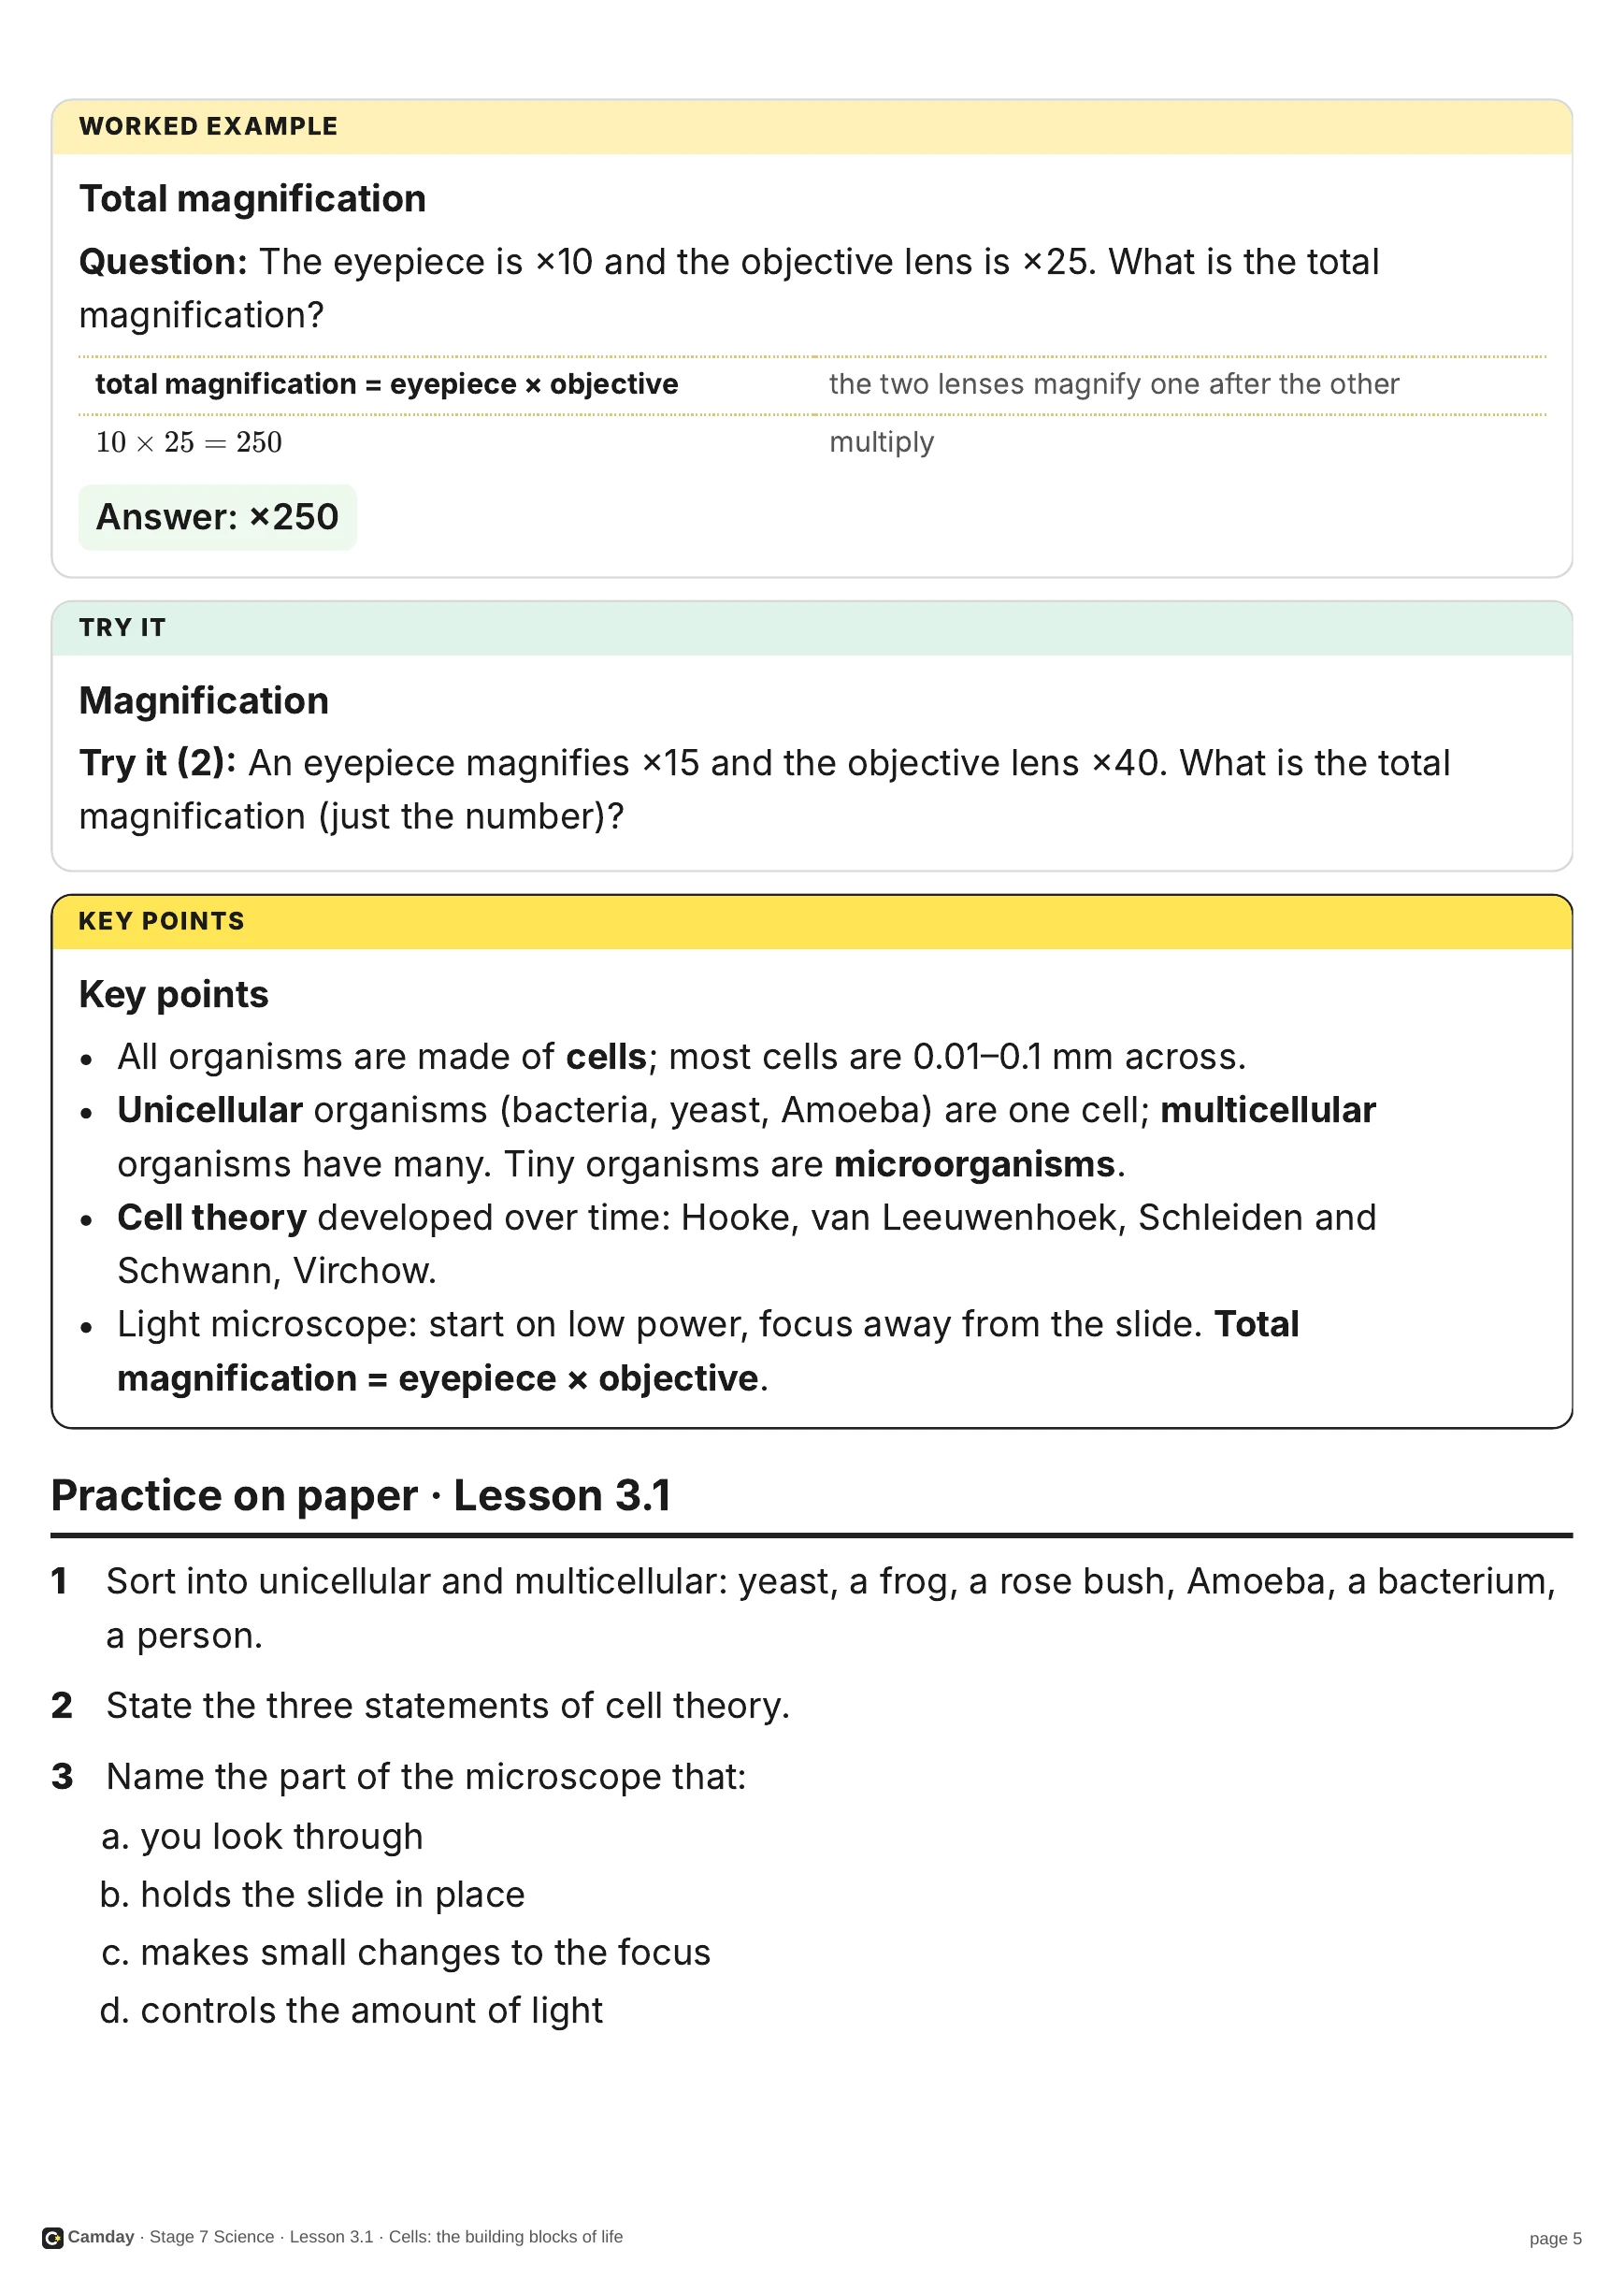 WORKED EXAMPLE
Total magnification
Question: The eyepiece is ×10 and the objective lens is ×25. What is the total
magnification?
total magnification = eyepiece × objective the two lenses magnify one after the other
10 × 25 = 250 multiply
Answer: ×250
TRY IT
Magnification
Try it (2): An eyepiece magnifies ×15 and the objective lens ×40. What is the total
magnification (just the number)?
KEY POINTS
Key points
• All organisms are made of cells; most cells are 0.01–0.1 mm across.
• Unicellular organisms (bacteria, yeast, Amoeba) are one cell; multicellular
organisms have many. Tiny organisms are microorganisms.
• Cell theory developed over time: Hooke, van Leeuwenhoek, Schleiden and
Schwann, Virchow.
• Light microscope: start on low power, focus away from the slide. Total
magnification = eyepiece × objective.
Practice on paper · Lesson 3.1
1 Sort into unicellular and multicellular: yeast, a frog, a rose bush, Amoeba, a bacterium,
a person.
2 State the three statements of cell theory.
3 Name the part of the microscope that:
a. you look through
b. holds the slide in place
c. makes small changes to the focus
d. controls the amount of light
Camday · Stage 7 Science · Lesson 3.1 · Cells: the building blocks of life page 5